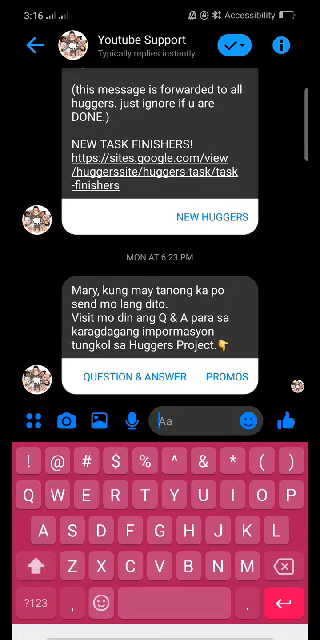 3:16
Accessibility
Youtube Support
Typically replies instantly
(this message is forwarded to all
huggers. just ignore if u are
DONE.)
NEW TASK FINISHERS!
https://sites.google.com/view
/huggerssite/huggers-task/task
-finishers
NEW HUGGERS
MON AT 6:23 PM
Mary, kung may tanong ka po
send mo lang dito.
Visit mo din ang Q & A para sa
karagdagang impormasyon
tungkol sa Huggers Project.👇
QUESTION & ANSWER PROMOS
Aa
! @ # $ % ^ & * ( )
Q W E R T Y U I O P
A S D F G H J K L
Z X C V B N M
?123 , .